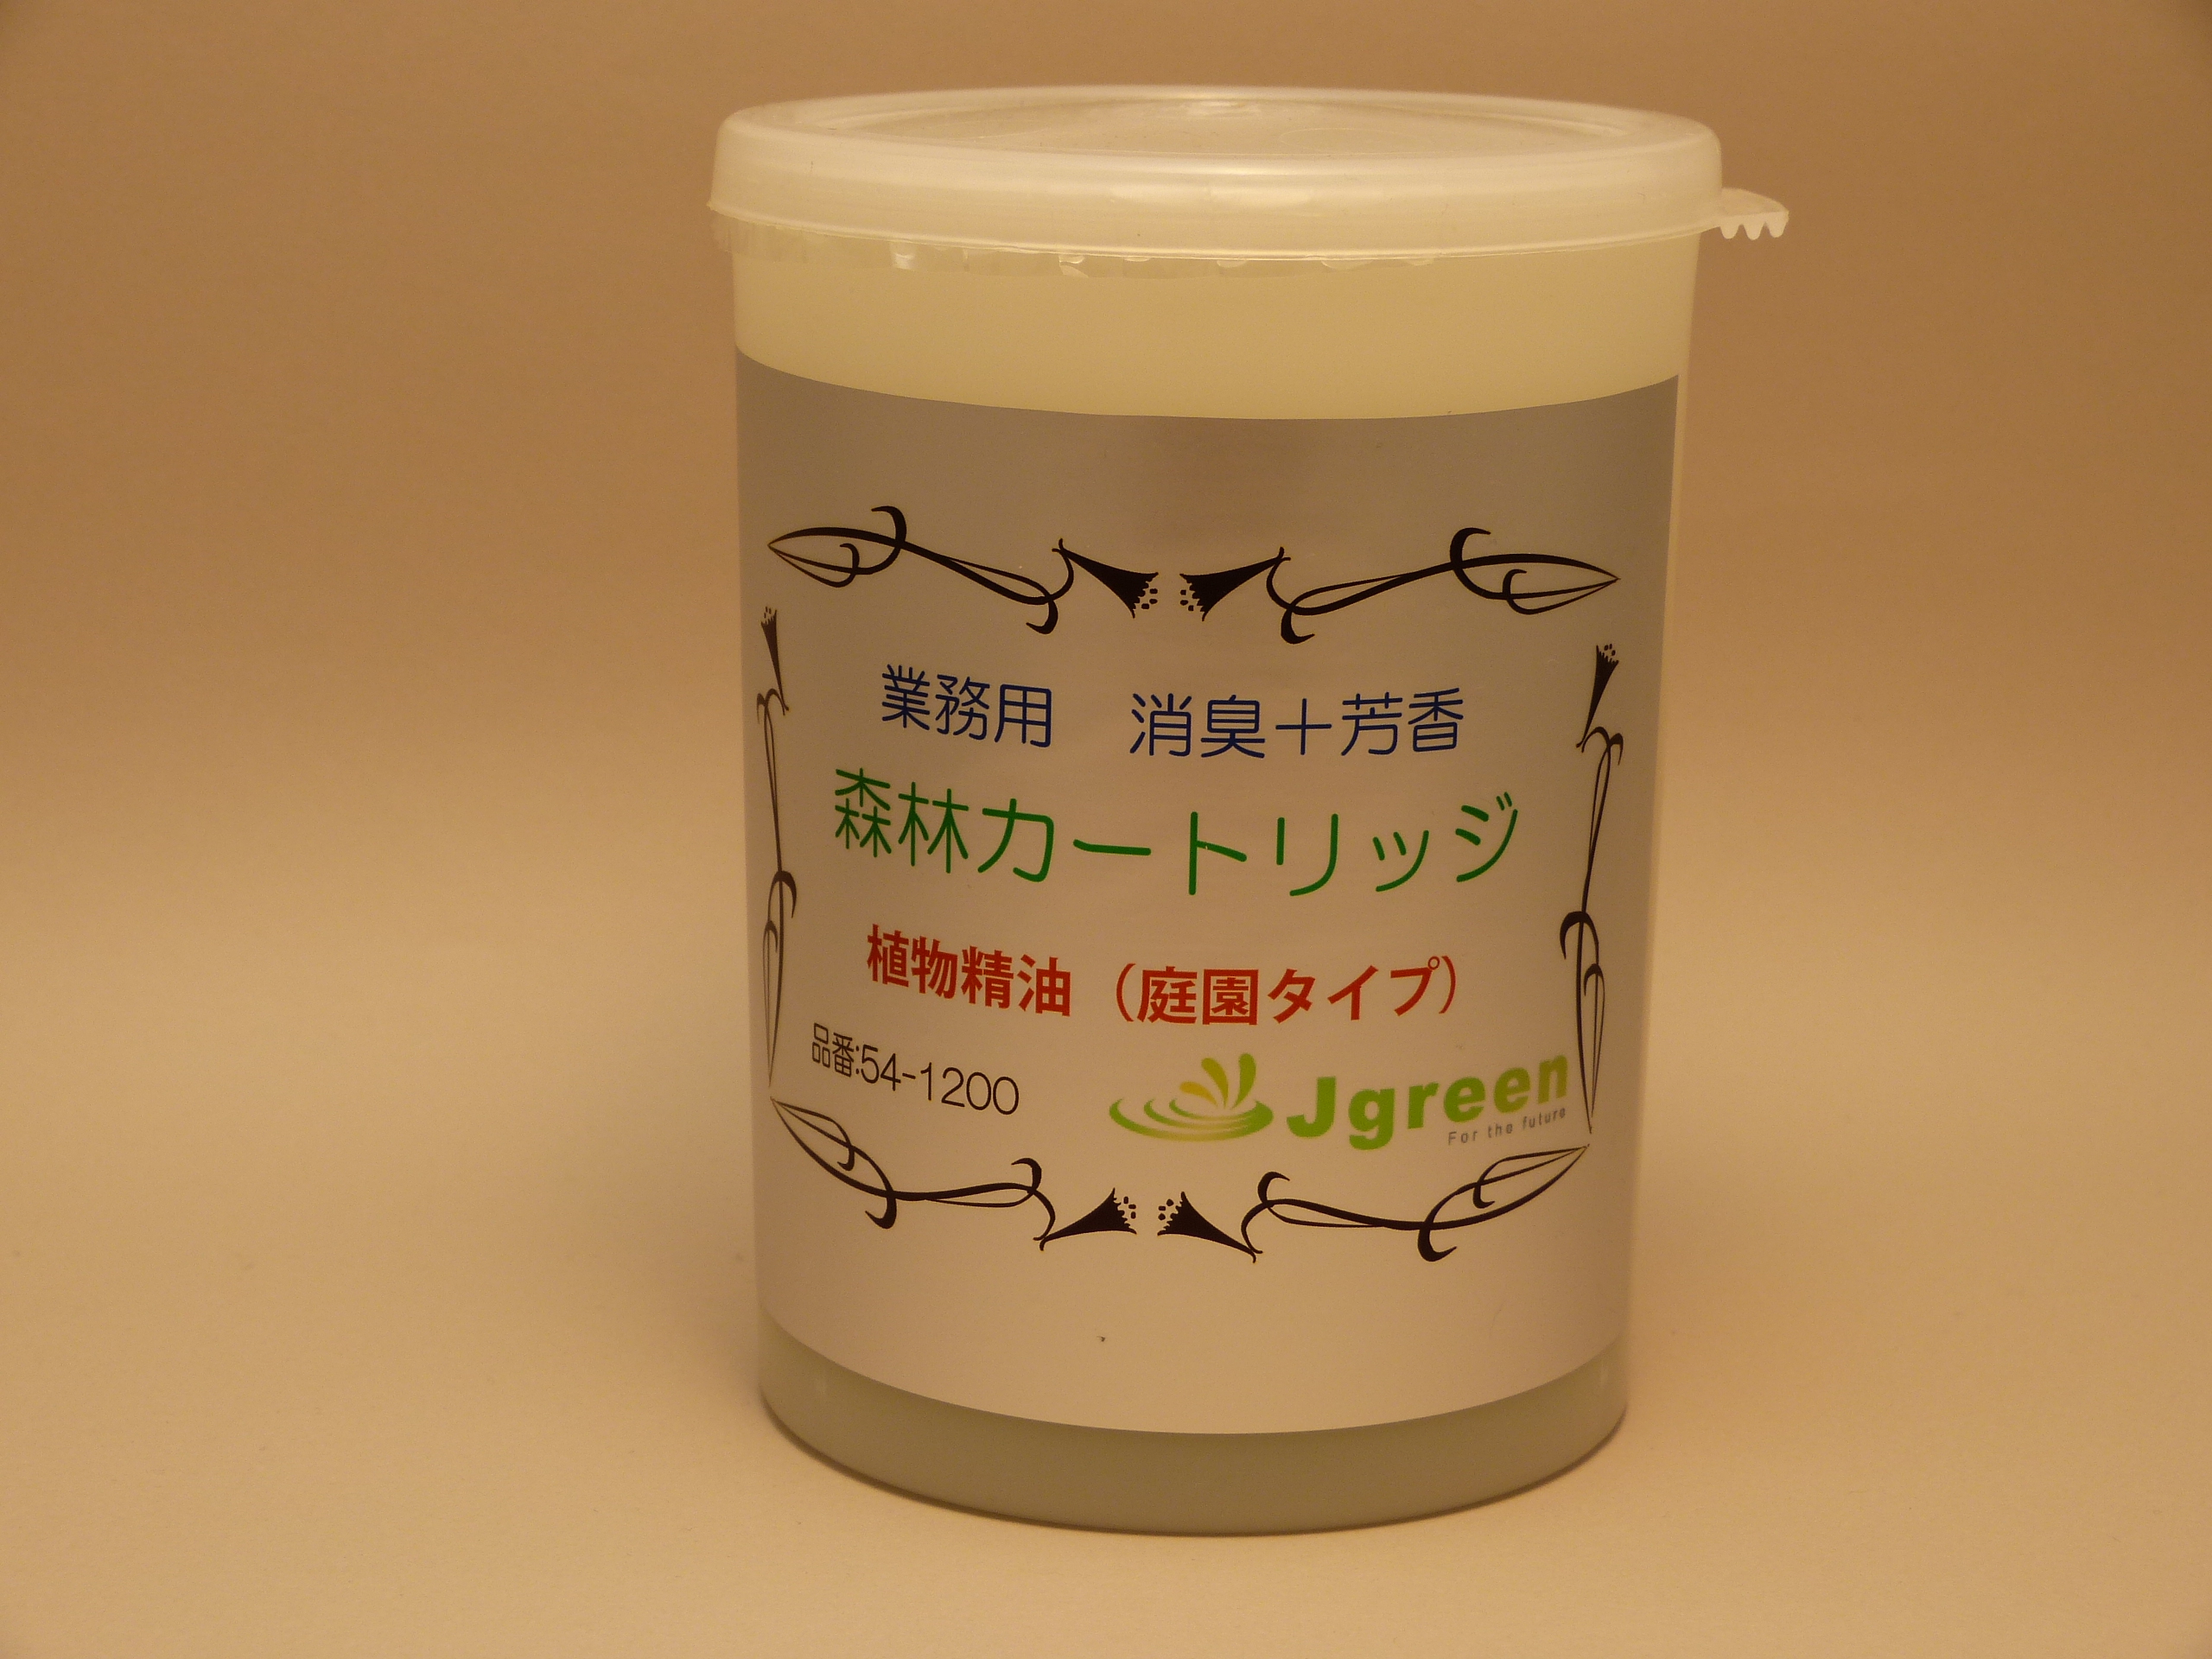 業務用　消臭＋芳香
森林カートリッジ
植物精油（庭園タイプ）
品番:54-1200
Jgreen
For the future